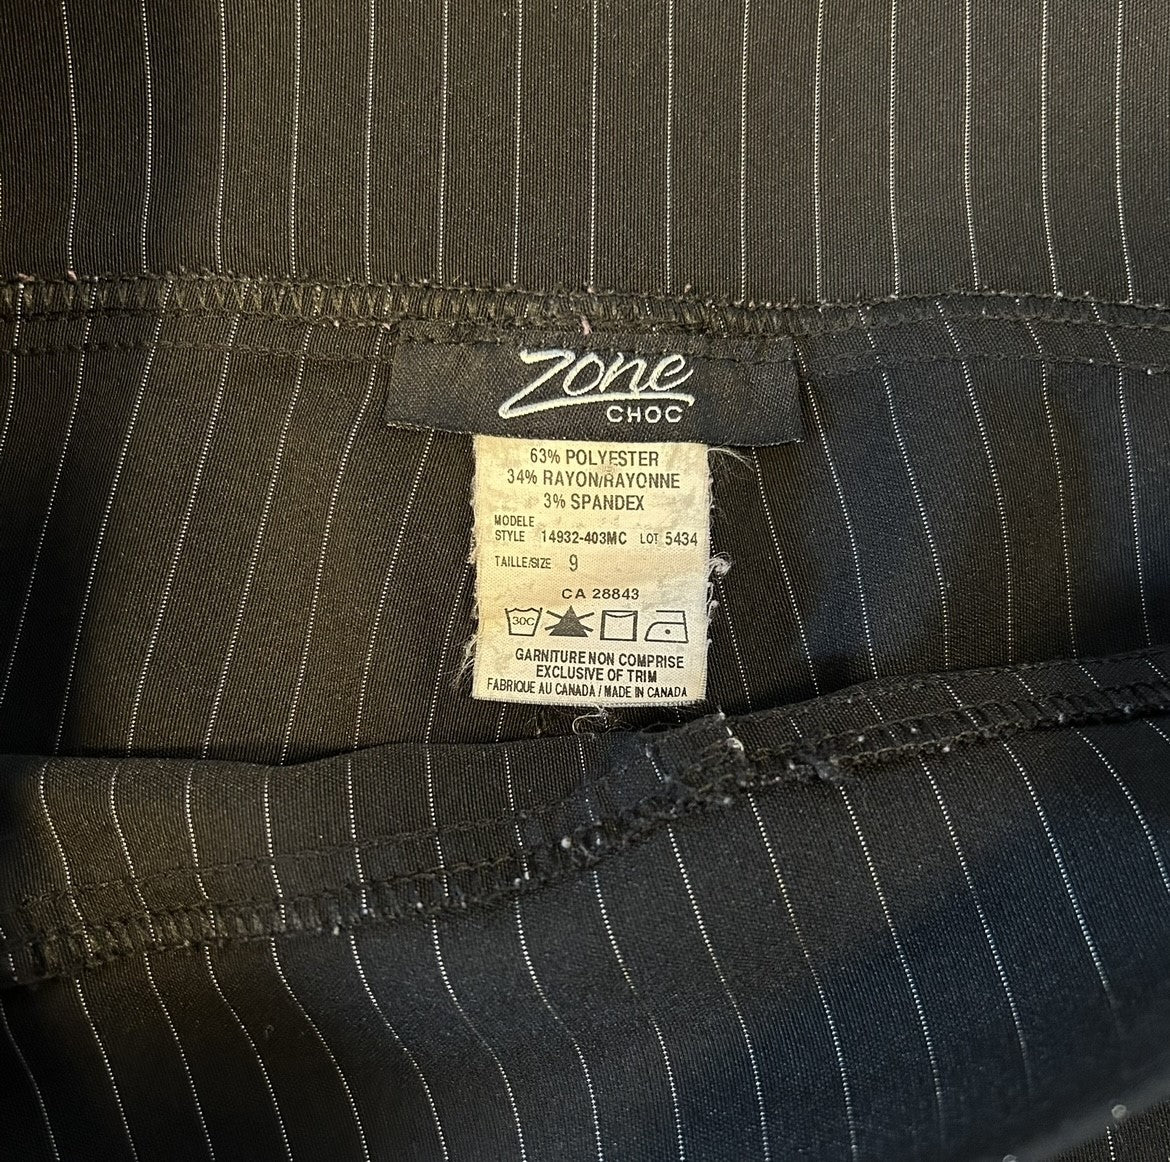 Zone
CHOC
63% POLYESTER
34% RAYON/RAYONNE
3% SPANDEX
MODELE
STYLE 14932-403MC LOT 5434
TAILLE/SIZE 9
CA 28843
30C
GARNITURE NON COMPRISE
EXCLUSIVE OF TRIM
FABRIQUE AU CANADA / MADE IN CANADA